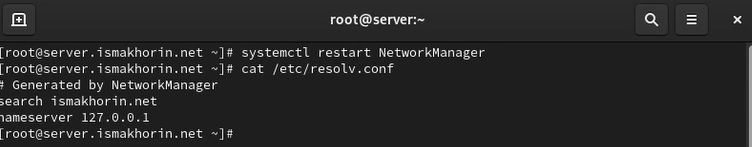 root@server:~
[root@server.ismakhorin.net ~]# systemctl restart NetworkManager
[root@server.ismakhorin.net ~]# cat /etc/resolv.conf
# Generated by NetworkManager
search ismakhorin.net
nameserver 127.0.0.1
[root@server.ismakhorin.net ~]#